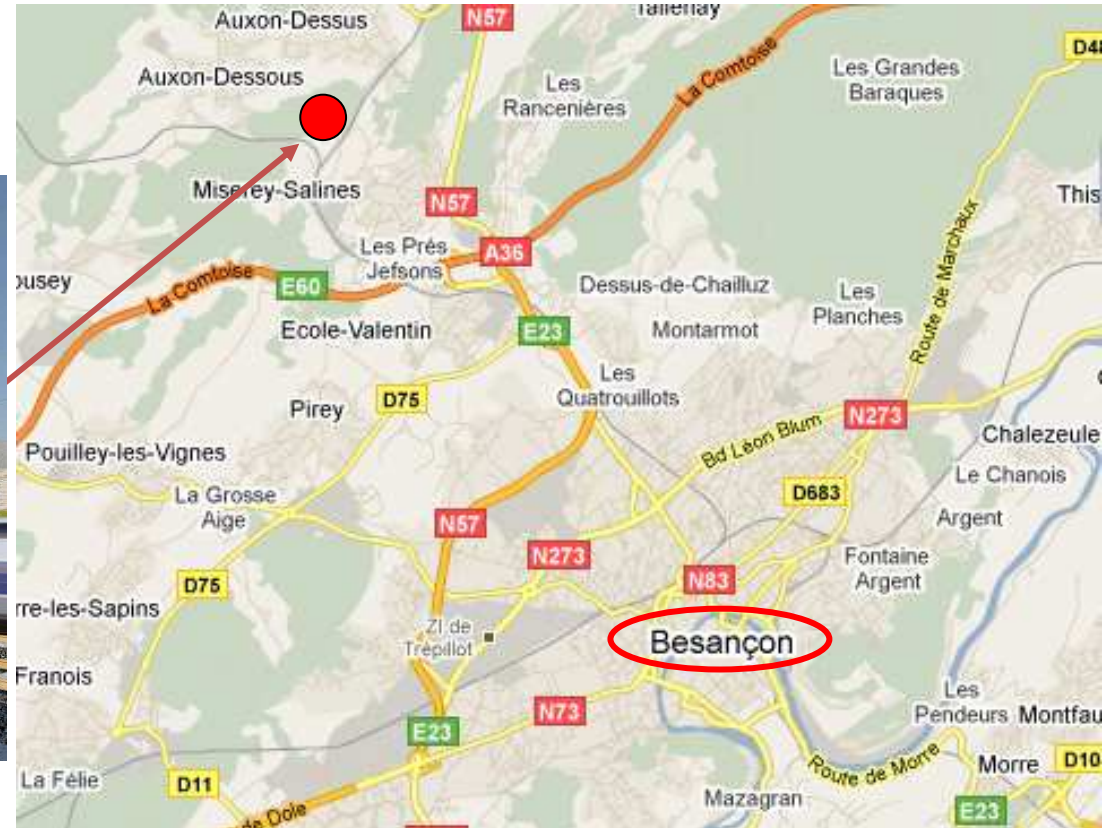 Auxon-Dessus
N57
Tallenay
D48
Auxon-Dessous
Les
Rancenières
La Comtoise
Les Grandes
Baraques
Miserey-Salines
N57
This
Les Prés
Jefsons
A36
Route de Marchaux
ousey
La Comtoise
E60
Dessus-de-Chailluz
Les
Planches
Ecole-Valentin
E23
Montarmot
Les
Quatrouillots
Pirey
D75
N273
Bd Léon Blum
Chalezeule
Pouilley-les-Vignes
Le Chanois
La Grosse
Aige
D683
Argent
N57
N273
Fontaine
Argent
D75
N83
rre-les-Sapins
ZI de
Trépillot
Besançon
Franois
Les
Pendeurs
Montfau
N73
E23
Route de Morre
Morre
D10
La Félie
D11
Mazagran
E23
de Dole